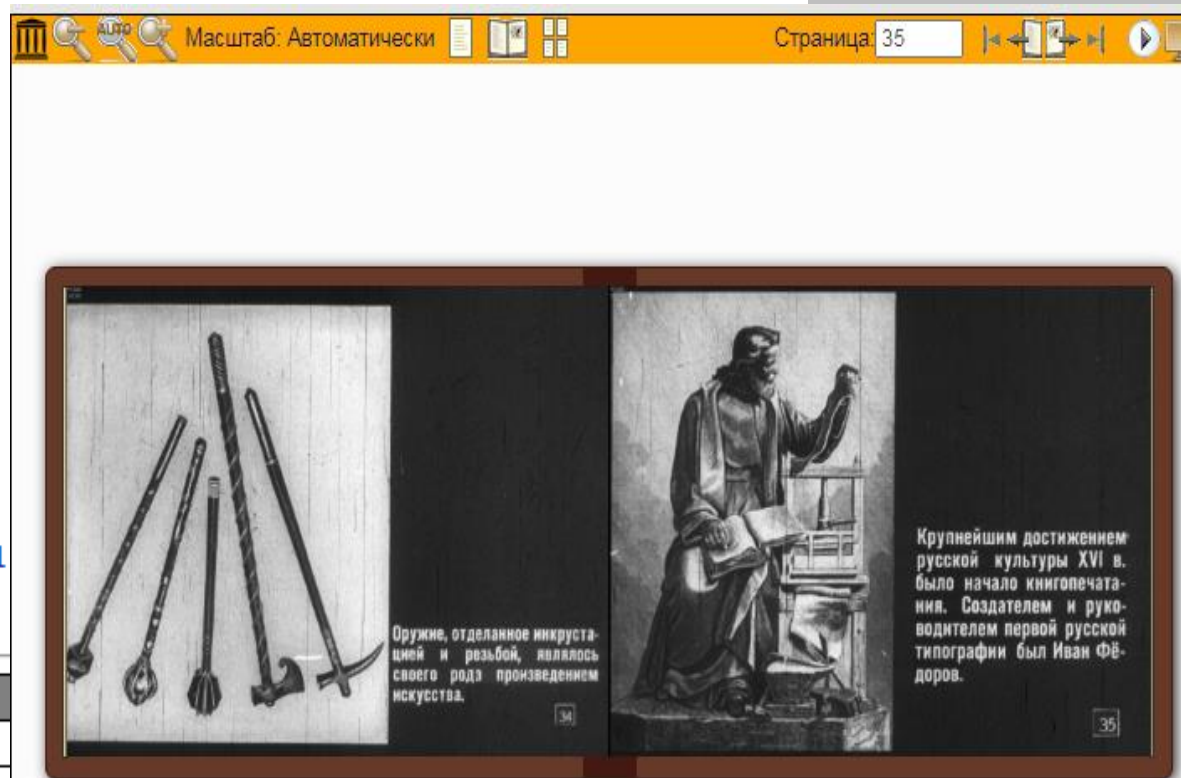 AUTO
Масштаб: Автоматически
Страница: 35
Оружие, отделанное инкруста-
цией и резьбой, являлось
своего рода произведением
искусства.
34
Крупнейшим достижением
русской культуры XVI в.
было начало книгопечата-
ния. Создателем и руко-
водителем первой русской
типографии был Иван Фё-
доров.
35